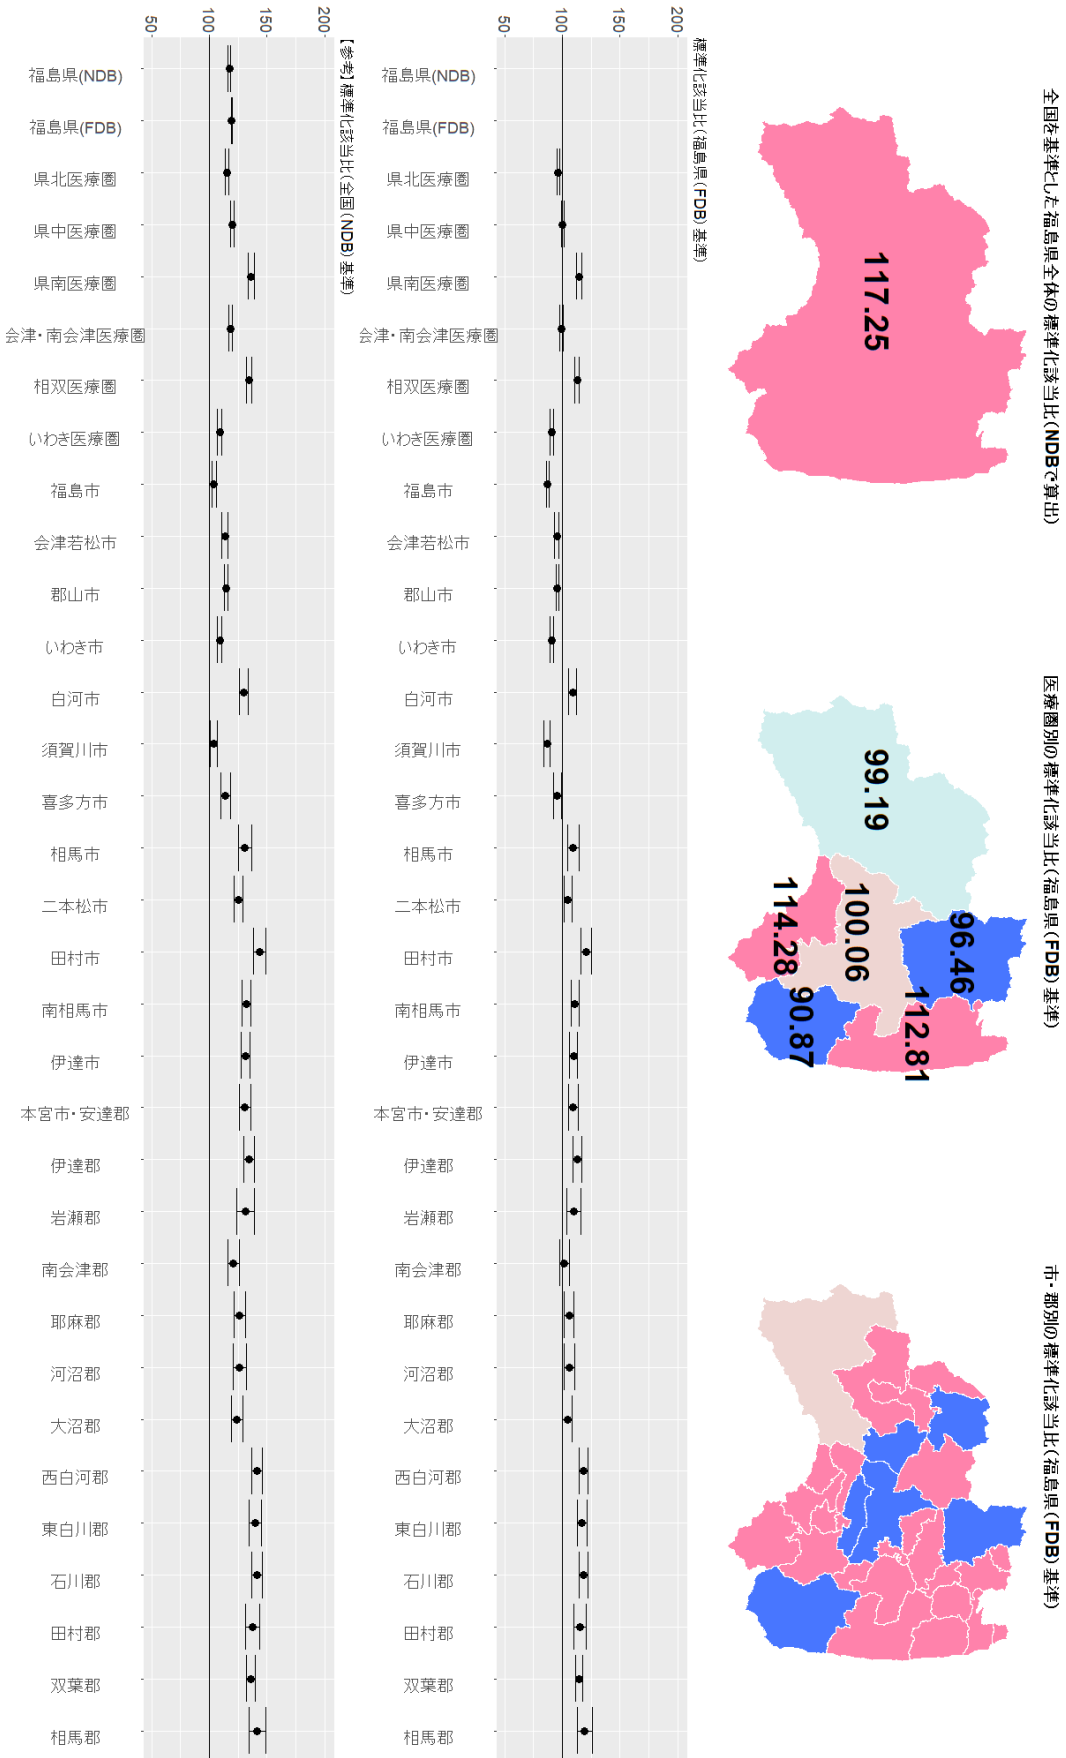 全国を基準とした福島県全体の標準化該当比(NDBで算出)
117.25
医療圏別の標準化該当比(福島県(FDB)基準)
99.19
96.46
100.06
112.81
114.28
90.87
市・郡別の標準化該当比(福島県(FDB)基準)
標準化該当比(福島県(FDB)基準)
200
150
100
50
福島県(NDB)
福島県(FDB)
県北医療圏
県中医療圏
県南医療圏
会津・南会津医療圏
相双医療圏
いわき医療圏
福島市
会津若松市
郡山市
いわき市
白河市
須賀川市
喜多方市
相馬市
二本松市
田村市
南相馬市
伊達市
本宮市・安達郡
伊達郡
岩瀬郡
南会津郡
耶麻郡
河沼郡
大沼郡
西白河郡
東白川郡
石川郡
田村郡
双葉郡
相馬郡
【参考】標準化該当比(全国(NDB)基準)
200
150
100
50
福島県(NDB)
福島県(FDB)
県北医療圏
県中医療圏
県南医療圏
会津・南会津医療圏
相双医療圏
いわき医療圏
福島市
会津若松市
郡山市
いわき市
白河市
須賀川市
喜多方市
相馬市
二本松市
田村市
南相馬市
伊達市
本宮市・安達郡
伊達郡
岩瀬郡
南会津郡
耶麻郡
河沼郡
大沼郡
西白河郡
東白川郡
石川郡
田村郡
双葉郡
相馬郡